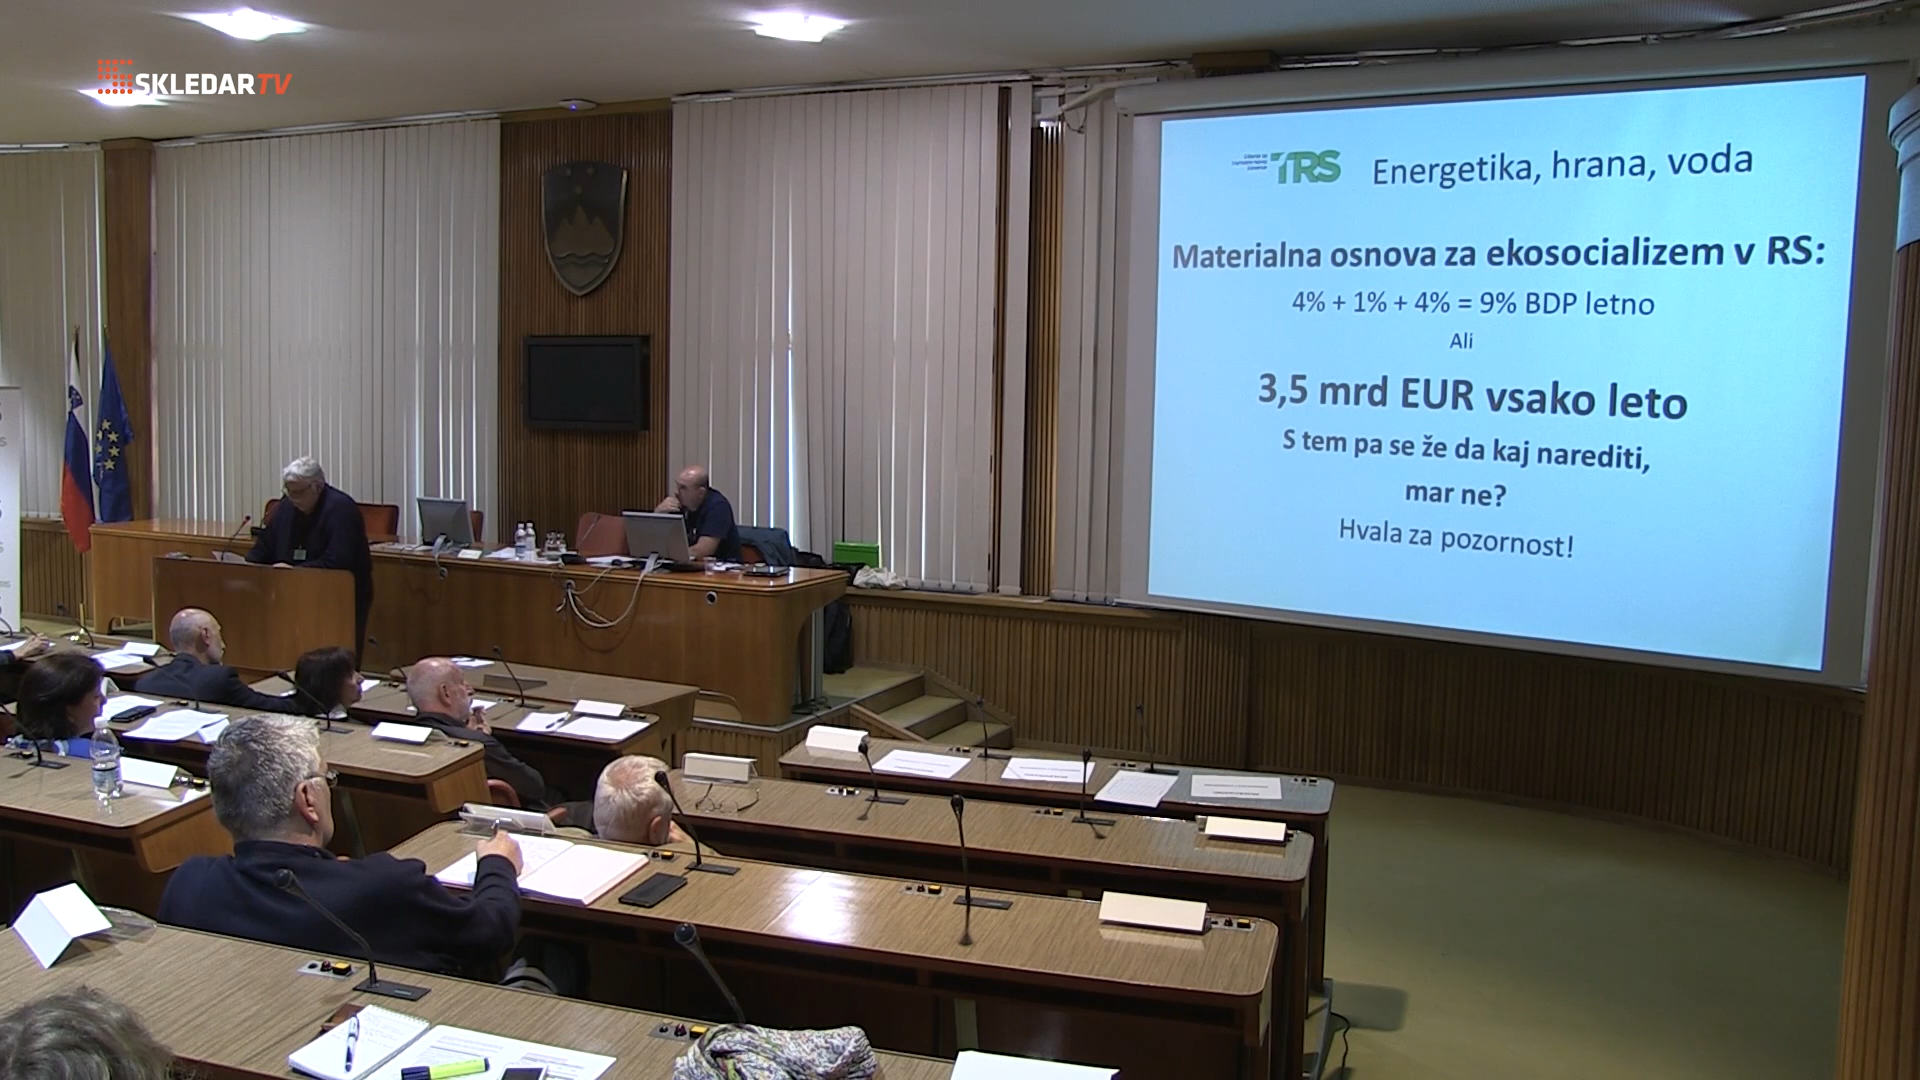 SKLEDARTV
TRS
Energetika, hrana, voda
Materialna osnova za ekosocializem v RS:
4% + 1% + 4% = 9% BDP letno
Ali
3,5 mrd EUR vsako leto
S tem pa se že da kaj narediti,
mar ne?
Hvala za pozornost!